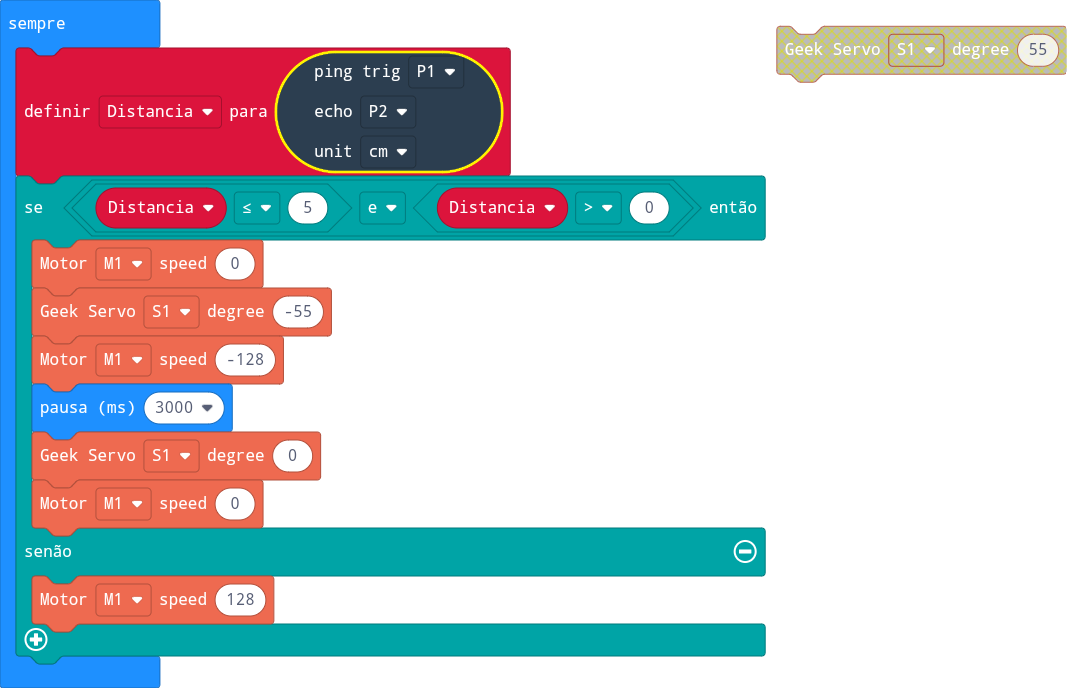 sempre
ping trig P1
definir Distancia para
echo P2
unit cm
se Distancia ≤ 5 e Distancia > 0 então
Motor M1 speed 0
Geek Servo S1 degree -55
Motor M1 speed -128
pausa (ms) 3000
Geek Servo S1 degree 0
Motor M1 speed 0
senão
Motor M1 speed 128
Geek Servo S1 degree 55